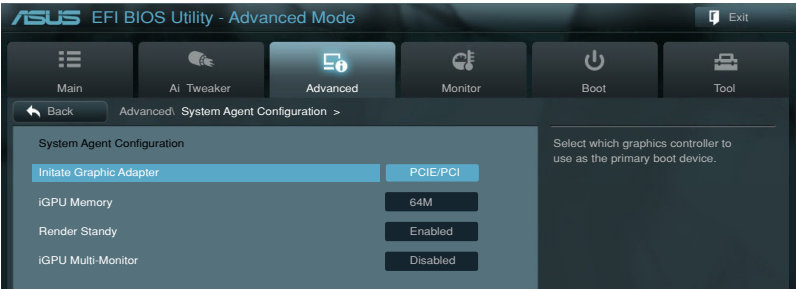 ASUS EFI BIOS Utility - Advanced Mode
Exit
Main
Ai Tweaker
Advanced
Monitor
Boot
Tool
Back
Advanced\ System Agent Configuration >
System Agent Configuration
Initate Graphic Adapter PCIE/PCI
iGPU Memory 64M
Render Standy Enabled
iGPU Multi-Monitor Disabled
Select which graphics controller to
use as the primary boot device.